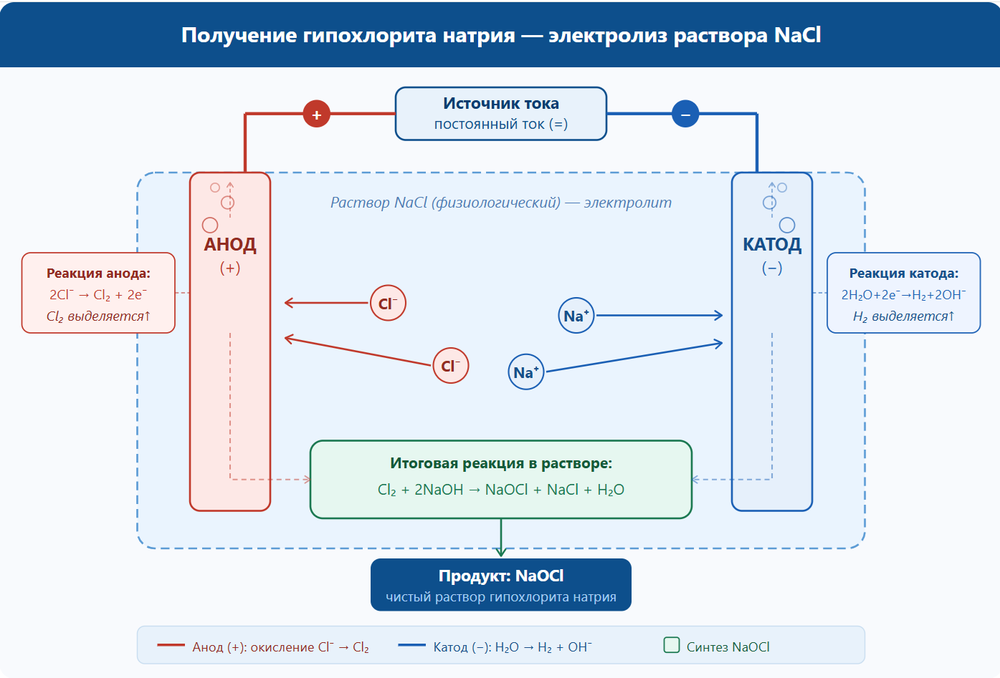 Получение гипохлорита натрия — электролиз раствора NaCl
Источник тока
постоянный ток (=)
+
−
Раствор NaCl (физиологический) — электролит
АНОД
(+)
КАТОД
(−)
Реакция анода:
2Cl⁻ → Cl₂ + 2e⁻
Cl₂ выделяется↑
Реакция катода:
2H₂O+2e⁻→H₂+2OH⁻
H₂ выделяется↑
Cl⁻
Na⁺
Cl⁻
Na⁺
Итоговая реакция в растворе:
Cl₂ + 2NaOH → NaOCl + NaCl + H₂O
Продукт: NaOCl
чистый раствор гипохлорита натрия
Анод (+): окисление Cl⁻ → Cl₂
Катод (−): H₂O → H₂ + OH⁻
Синтез NaOCl